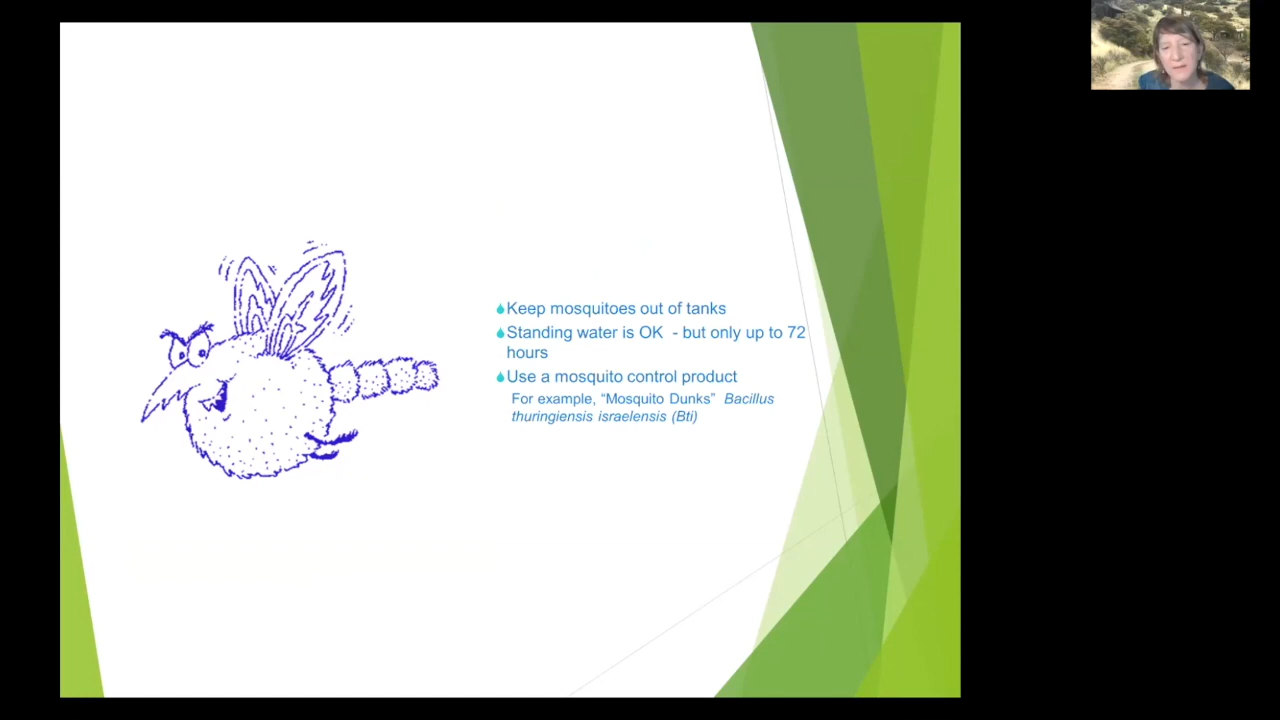 Keep mosquitoes out of tanks
Standing water is OK - but only up to 72
hours
Use a mosquito control product
For example, “Mosquito Dunks” Bacillus
thuringiensis israelensis (Bti)